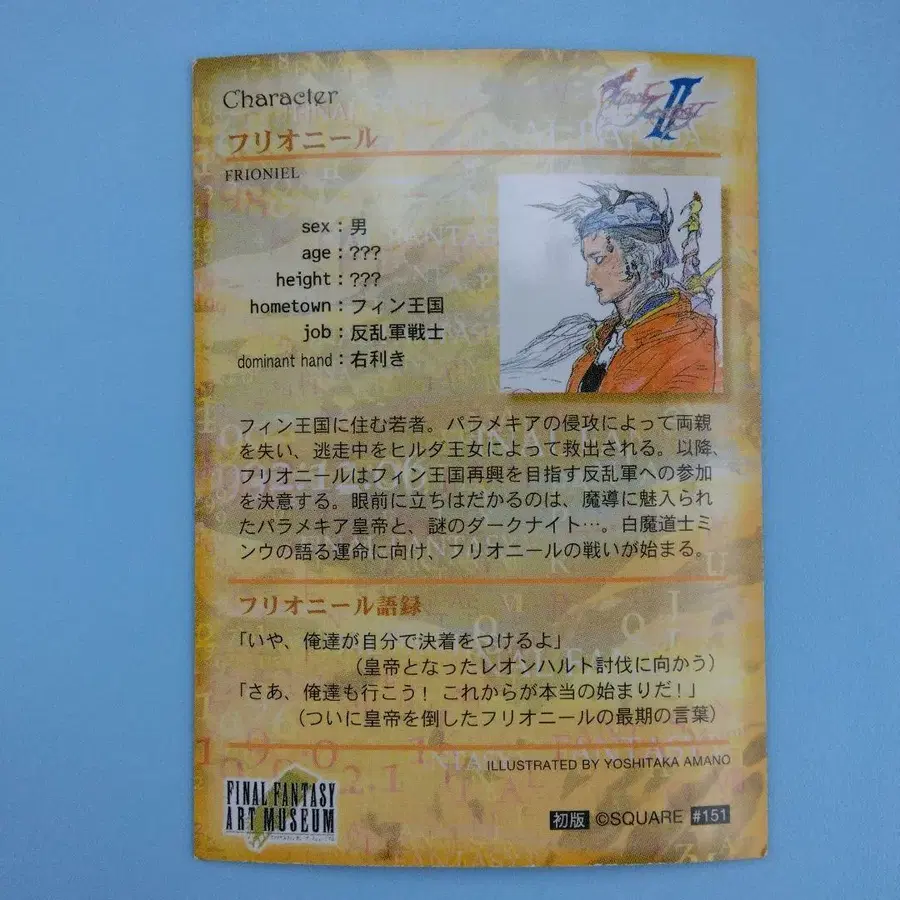 Character
フリオニール
FRIONIEL
FINAL FANTASY II
sex：男
age：???
height：???
hometown：フィン王国
job：反乱軍戦士
dominant hand：右利き
フィン王国に住む若者。パラメキアの侵攻によって両親
を失い、逃走中をヒルダ王女によって救出される。以降、
フリオニールはフィン王国再興を目指す反乱軍への参加
を決意する。眼前に立ちはだかるのは、魔導に魅入られ
たパラメキア皇帝と、謎のダークナイト…。白魔道士ミ
ンウの語る運命に向け、フリオニールの戦いが始まる。
フリオニール語録
「いや、俺達が自分で決着をつけるよ」
（皇帝となったレオンハルト討伐に向かう）
「さあ、俺達も行こう！これからが本当の始まりだ！」
（ついに皇帝を倒したフリオニールの最期の言葉）
ILLUSTRATED BY YOSHITAKA AMANO
FINAL FANTASY
ART MUSEUM
初版 ©SQUARE #151